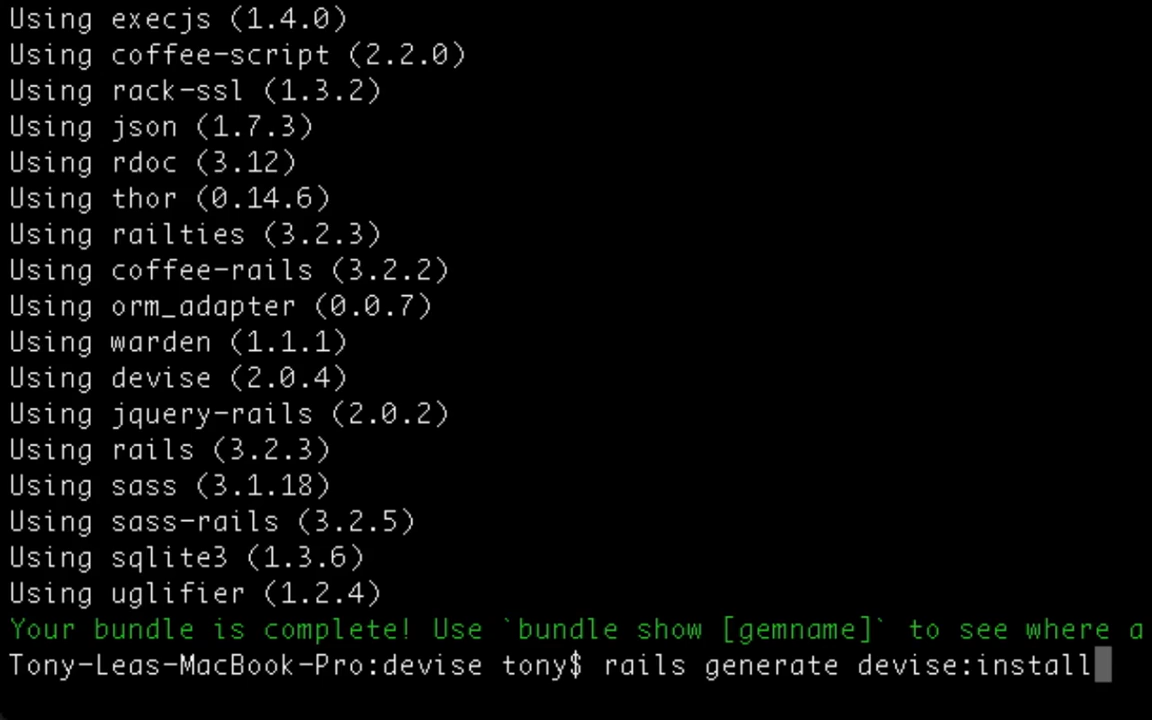 Using execjs (1.4.0)
Using coffee-script (2.2.0)
Using rack-ssl (1.3.2)
Using json (1.7.3)
Using rdoc (3.12)
Using thor (0.14.6)
Using railties (3.2.3)
Using coffee-rails (3.2.2)
Using orm_adapter (0.0.7)
Using warden (1.1.1)
Using devise (2.0.4)
Using jquery-rails (2.0.2)
Using rails (3.2.3)
Using sass (3.1.18)
Using sass-rails (3.2.5)
Using sqlite3 (1.3.6)
Using uglifier (1.2.4)
Your bundle is complete! Use `bundle show [gemname]` to see where a
Tony-Leas-MacBook-Pro:devise tony$ rails generate devise:install